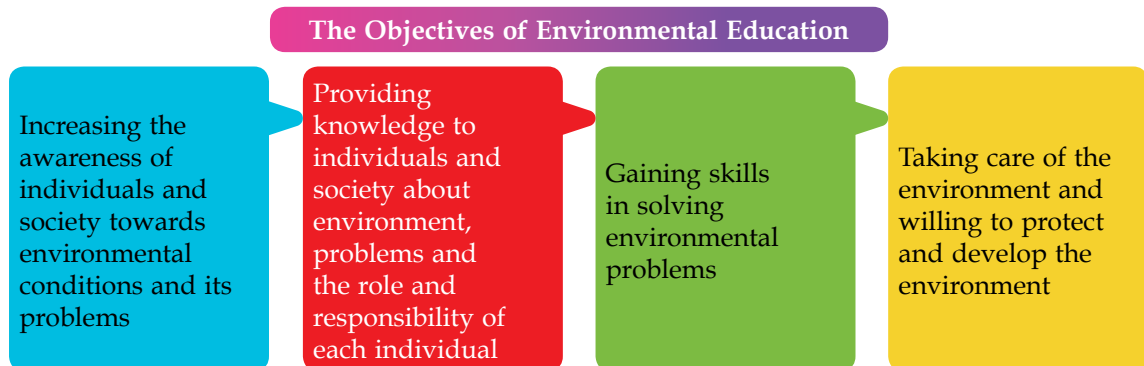 The Objectives of Environmental Education
Increasing the
awareness of
individuals and
society towards
environmental
conditions and its
problems
Providing
knowledge to
individuals and
society about
environment,
problems and
the role and
responsibility of
each individual
Gaining skills
in solving
environmental
problems
Taking care of the
environment and
willing to protect
and develop the
environment